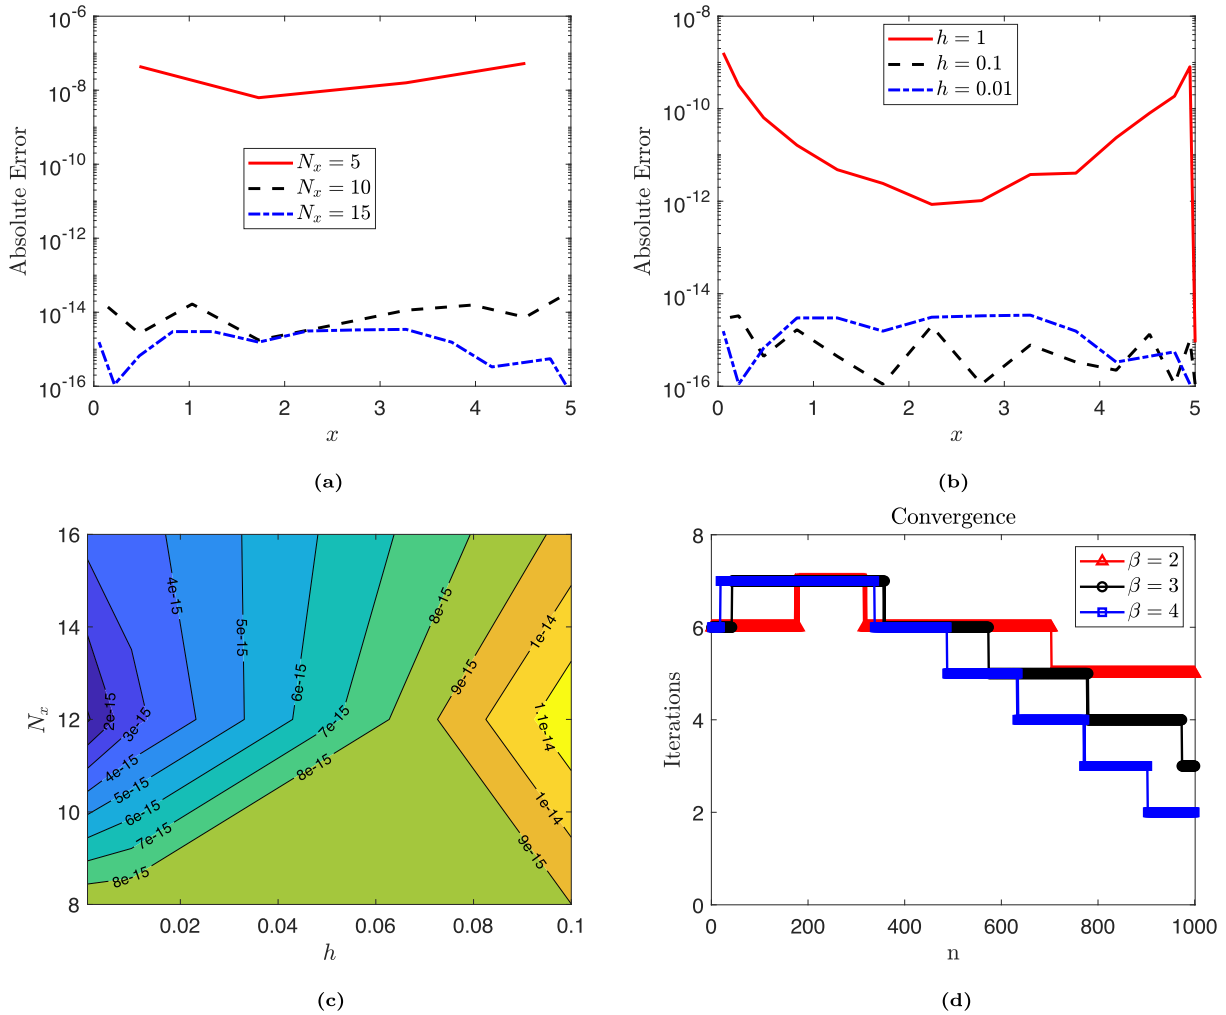 10^-6
10^-8
10^-10
10^-12
10^-14
10^-16
Absolute Error
N_x = 5
N_x = 10
N_x = 15
0 1 2 3 4 5
x
(a)
10^-8
10^-10
10^-12
10^-14
10^-16
Absolute Error
h = 1
h = 0.1
h = 0.01
0 1 2 3 4 5
x
(b)
16
14
12
10
8
N_x
4e-15
5e-15
6e-15
8e-15
9e-15
1e-14
2e-15
3e-15
7e-15
1.1e-14
4e-15
5e-15
6e-15
7e-15
8e-15
8e-15
1e-14
9e-15
0.02 0.04 0.06 0.08 0.1
h
(c)
Convergence
8
6
4
2
0
Iterations
β = 2
β = 3
β = 4
0 200 400 600 800 1000
n
(d)